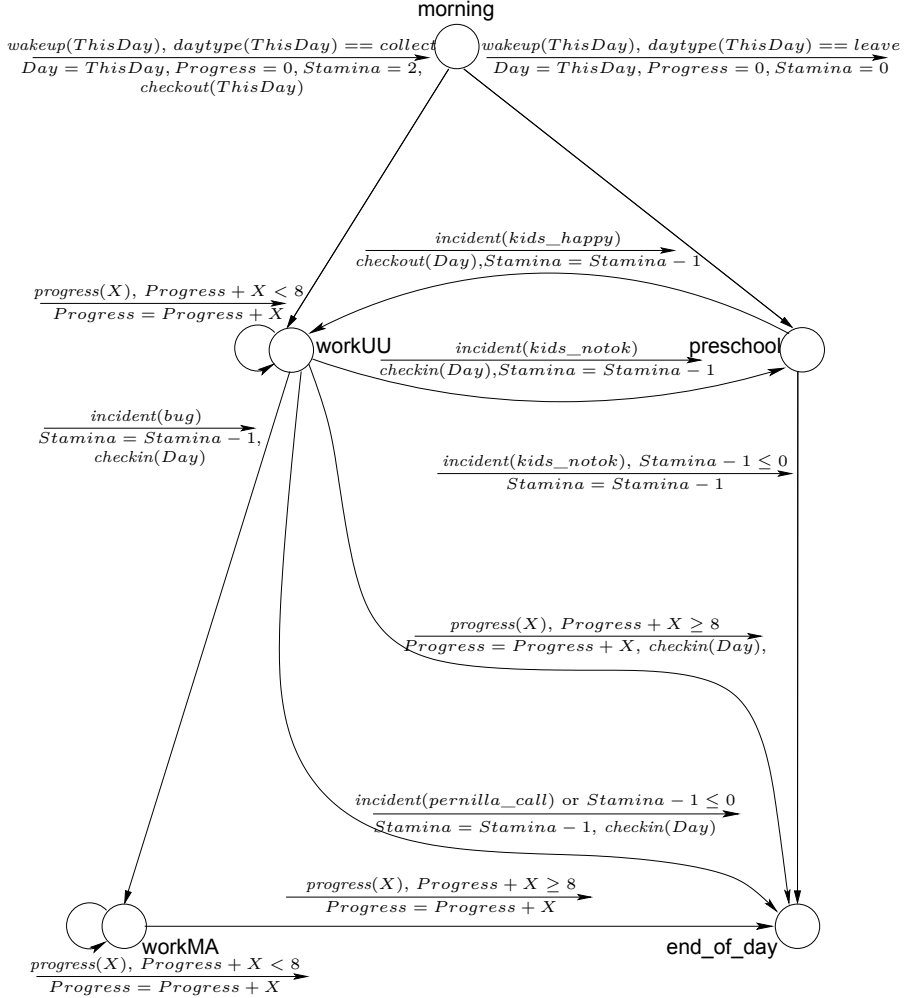 morning
wakeup(ThisDay), daytype(ThisDay) == collect
Day = ThisDay, Progress = 0, Stamina = 2,
checkout(ThisDay)
wakeup(ThisDay), daytype(ThisDay) == leave
Day = ThisDay, Progress = 0, Stamina = 0
incident(kids_happy)
checkout(Day),Stamina = Stamina − 1
progress(X), Progress + X < 8
Progress = Progress + X
workUU
incident(kids_notok)
checkin(Day),Stamina = Stamina − 1
preschool
incident(bug)
Stamina = Stamina − 1,
checkin(Day)
incident(kids_notok), Stamina − 1 ≤ 0
Stamina = Stamina − 1
progress(X), Progress + X ≥ 8
Progress = Progress + X, checkin(Day),
incident(pernilla_call) or Stamina − 1 ≤ 0
Stamina = Stamina − 1, checkin(Day)
progress(X), Progress + X ≥ 8
Progress = Progress + X
workMA
end_of_day
progress(X), Progress + X < 8
Progress = Progress + X